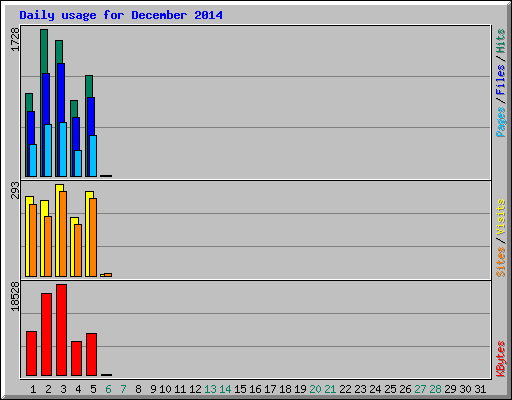 Daily usage for December 2014
1728
Pages / Files / Hits
293
Sites / Visits
18528
KBytes
1 2 3 4 5 6 7 8 9 10 11 12 13 14 15 16 17 18 19 20 21 22 23 24 25 26 27 28 29 30 31